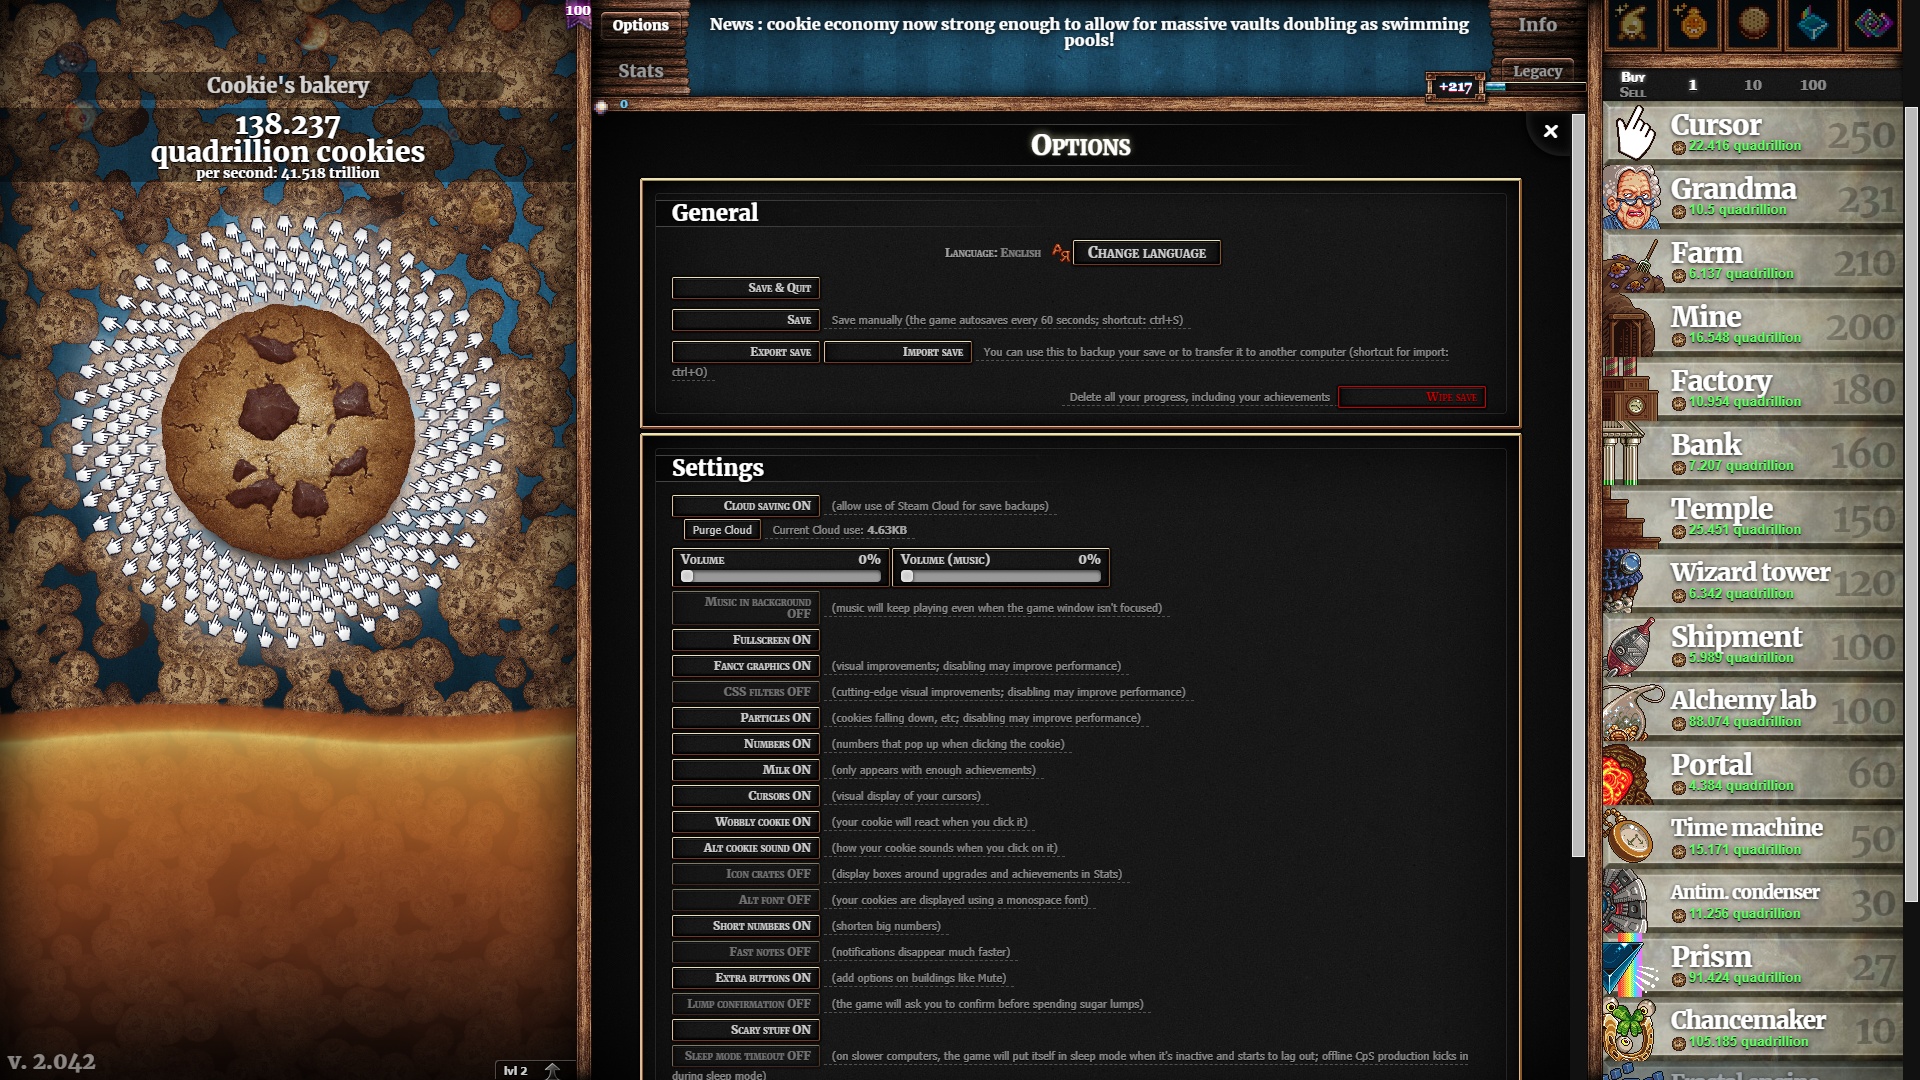 100
Cookie's bakery
138.237
quadrillion cookies
per second: 41.518 trillion
v. 2.042
lvl 2
Options
Stats
News : cookie economy now strong enough to allow for massive vaults doubling as swimming
pools!
Info
Legacy
+217
0
Options
General
Language: English
Change language
Save & Quit
Save
Save manually (the game autosaves every 60 seconds; shortcut: ctrl+S)
Export save
Import save
You can use this to backup your save or to transfer it to another computer (shortcut for import:
ctrl+O)
Delete all your progress, including your achievements
Wipe save
Settings
Cloud saving ON
(allow use of Steam Cloud for save backups)
Purge Cloud
Current Cloud use: 4.63KB
Volume 0%
Volume (music) 0%
Music in background
OFF
(music will keep playing even when the game window isn't focused)
Fullscreen ON
Fancy graphics ON
(visual improvements; disabling may improve performance)
CSS filters OFF
(cutting-edge visual improvements; disabling may improve performance)
Particles ON
(cookies falling down, etc; disabling may improve performance)
Numbers ON
(numbers that pop up when clicking the cookie)
Milk ON
(only appears with enough achievements)
Cursors ON
(visual display of your cursors)
Wobbly cookie ON
(your cookie will react when you click it)
Alt cookie sound ON
(how your cookie sounds when you click on it)
Icon crates OFF
(display boxes around upgrades and achievements in Stats)
Alt font OFF
(your cookies are displayed using a monospace font)
Short numbers ON
(shorten big numbers)
Fast notes OFF
(notifications disappear much faster)
Extra buttons ON
(add options on buildings like Mute)
Lump confirmation OFF
(the game will ask you to confirm before spending sugar lumps)
Scary stuff ON
Sleep mode timeout OFF
(on slower computers, the game will put itself in sleep mode when it's inactive and starts to lag out; offline CpS production kicks in
during sleep mode)
Buy
Sell
1 10 100
Cursor
22.416 quadrillion
250
Grandma
10.5 quadrillion
231
Farm
6.137 quadrillion
210
Mine
16.548 quadrillion
200
Factory
10.954 quadrillion
180
Bank
7.207 quadrillion
160
Temple
25.451 quadrillion
150
Wizard tower
6.342 quadrillion
120
Shipment
5.989 quadrillion
100
Alchemy lab
88.074 quadrillion
100
Portal
4.384 quadrillion
60
Time machine
15.171 quadrillion
50
Antim. condenser
11.256 quadrillion
30
Prism
91.424 quadrillion
27
Chancemaker
105.185 quadrillion
10
Fractal engine